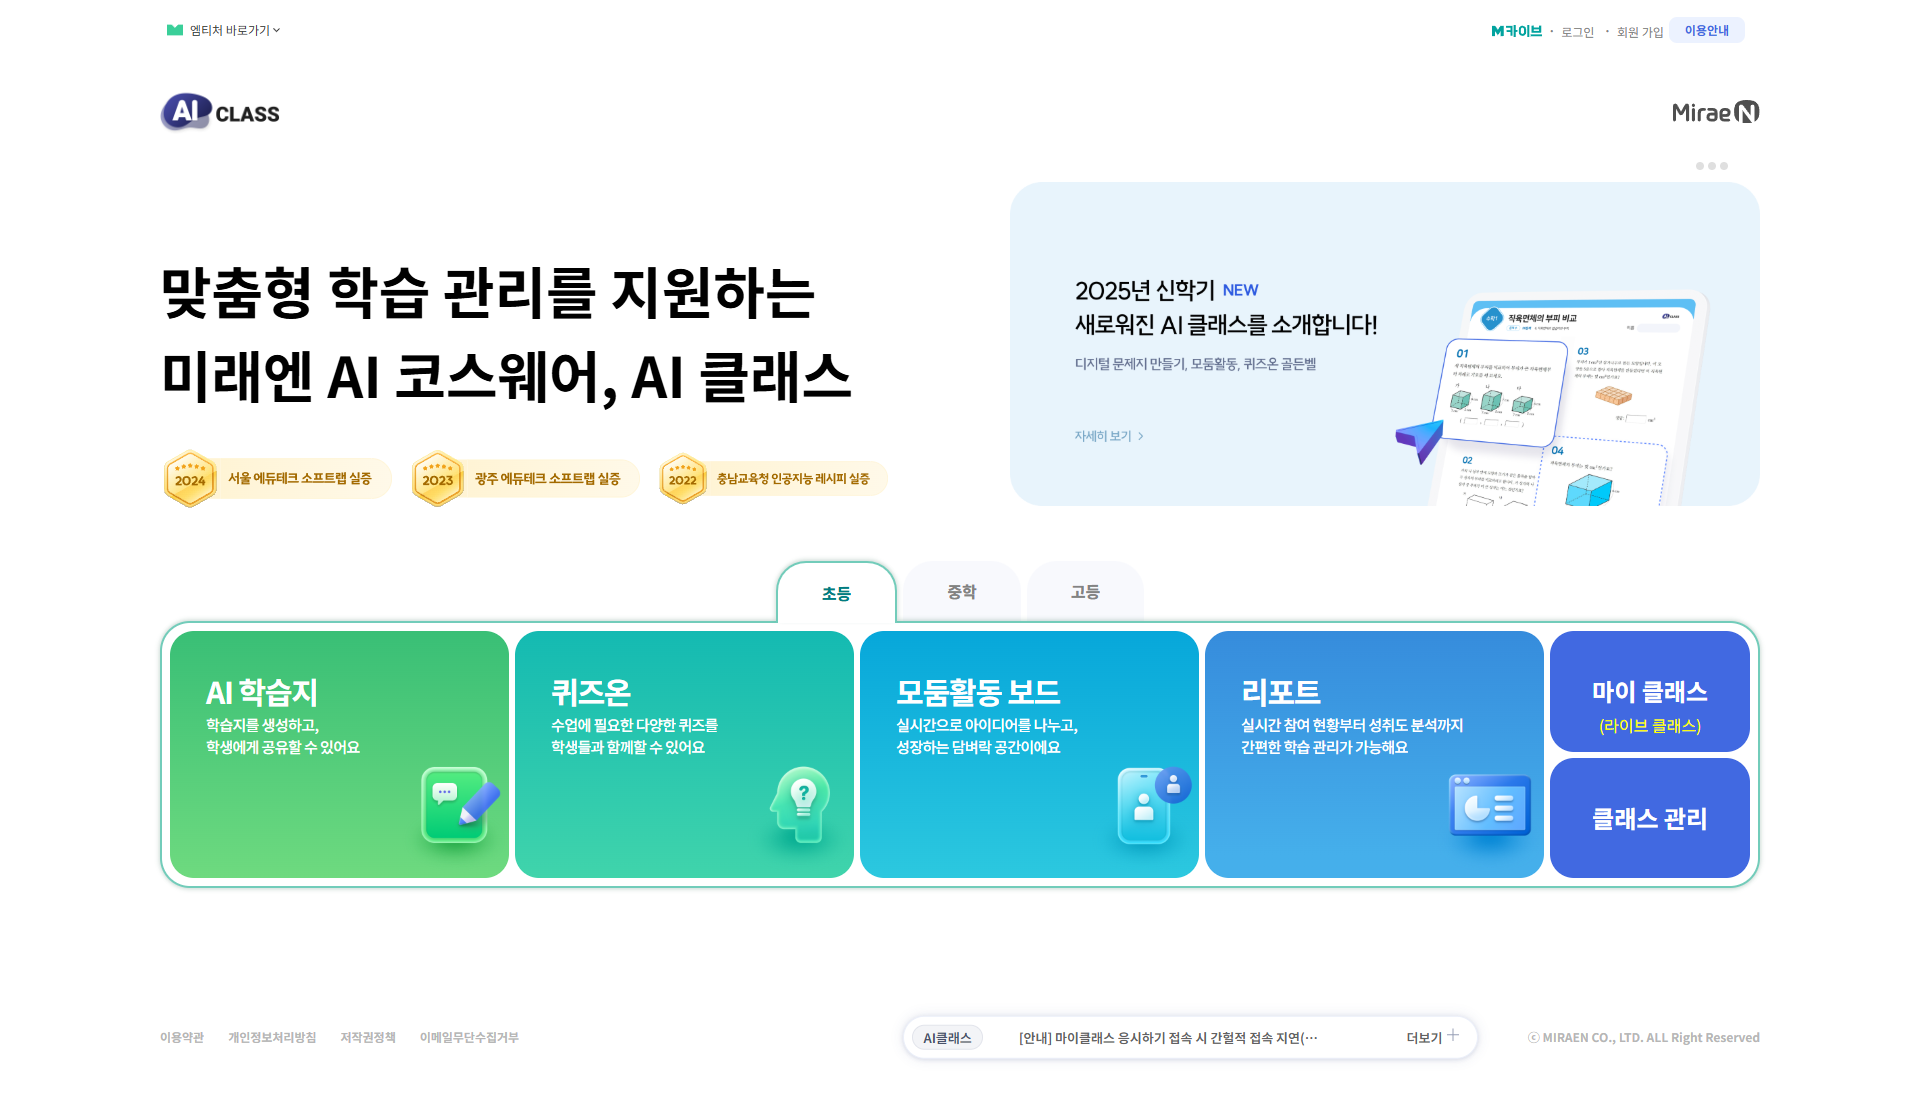 엠티처 바로가기
M카이브 · 로그인 · 회원 가입 이용안내
AI CLASS
Mirae N
맞춤형 학습 관리를 지원하는
미래엔 AI 코스웨어, AI 클래스
2024 서울 에듀테크 소프트랩 실증
2023 광주 에듀테크 소프트랩 실증
2022 충남교육청 인공지능 레시피 실증
2025년 신학기 NEW
새로워진 AI 클래스를 소개합니다!
디지털 문제지 만들기, 모둠활동, 퀴즈온 골든벨
자세히 보기
직육면체의 부피 비교
01
03
02
04
초등
중학
고등
AI 학습지
학습지를 생성하고,
학생에게 공유할 수 있어요
퀴즈온
수업에 필요한 다양한 퀴즈를
학생들과 함께할 수 있어요
모둠활동 보드
실시간으로 아이디어를 나누고,
성장하는 담벼락 공간이에요
리포트
실시간 참여 현황부터 성취도 분석까지
간편한 학습 관리가 가능해요
마이 클래스
(라이브 클래스)
클래스 관리
이용약관 개인정보처리방침 저작권정책 이메일무단수집거부
AI클래스 [안내] 마이클래스 응시하기 접속 시 간헐적 접속 지연(… 더보기
ⓒ MIRAEN CO., LTD. ALL Right Reserved